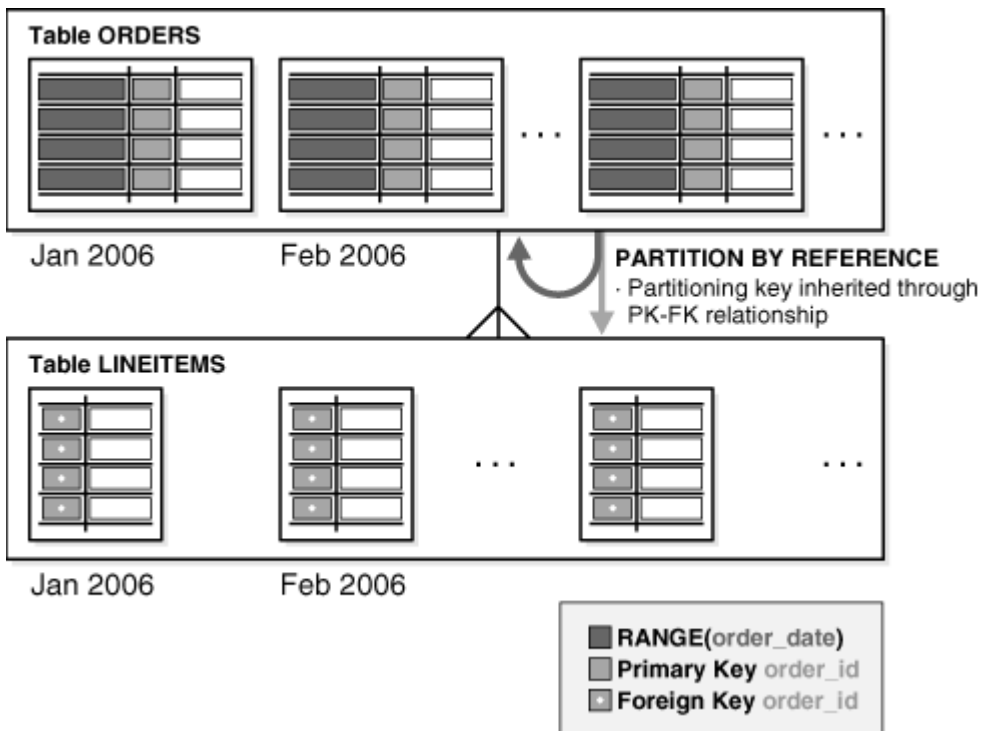 Table ORDERS
. . .
. . .
Jan 2006
Feb 2006
PARTITION BY REFERENCE
· Partitioning key inherited through
PK-FK relationship
Table LINEITEMS
. . .
. . .
Jan 2006
Feb 2006
RANGE(order_date)
Primary Key order_id
Foreign Key order_id